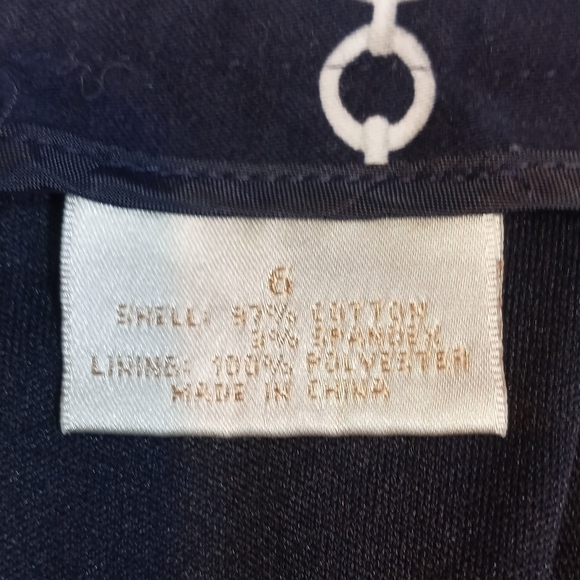 6
SHELL: 97% COTTON
3% SPANDEX
LINING: 100% POLYESTER
MADE IN CHINA